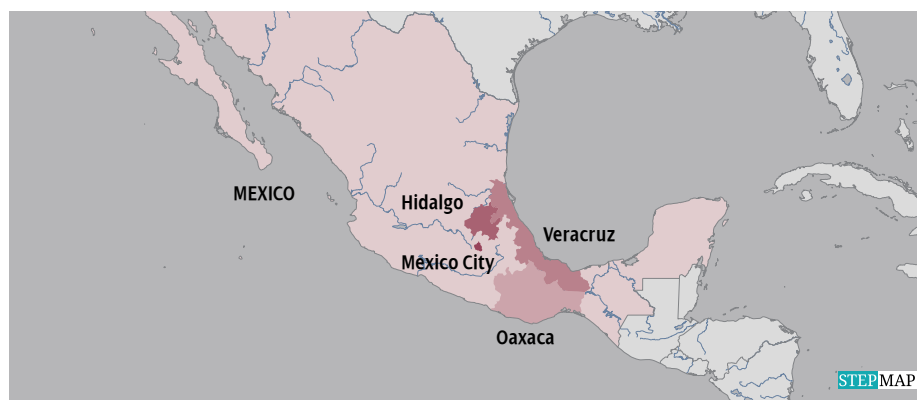 MEXICO
Hidalgo
Veracruz
Mexico City
Oaxaca
STEPMAP